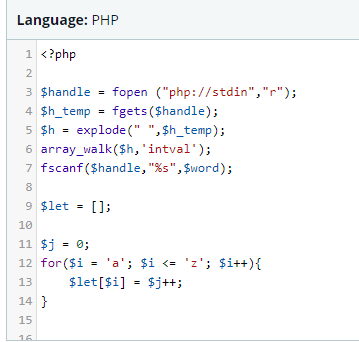 Language: PHP
1 <?php
2
3 $handle = fopen ("php://stdin","r");
4 $h_temp = fgets($handle);
5 $h = explode(" ",$h_temp);
6 array_walk($h,'intval');
7 fscanf($handle,"%s",$word);
8
9 $let = [];
10
11 $j = 0;
12 for($i = 'a'; $i <= 'z'; $i++){
13     $let[$i] = $j++;
14 }
15
16